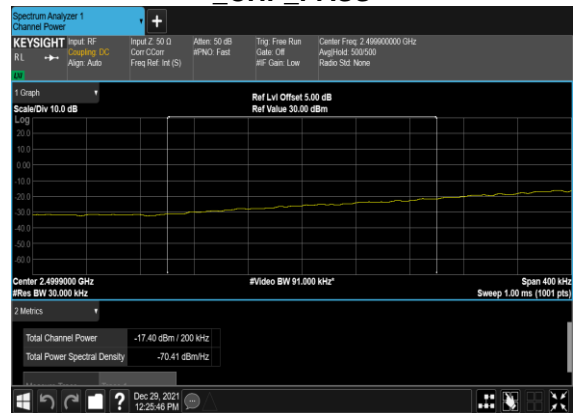 Spectrum Analyzer 1
Channel Power
+
KEYSIGHT Input: RF
RL
Coupling: DC
Align: Auto
Input Z: 50 Ω
Corr CCorr
Freq Ref: Int (S)
Atten: 50 dB
#PNO: Fast
Trig: Free Run
Gate: Off
#IF Gain: Low
Center Freq: 2.499900000 GHz
Avg|Hold: 500/500
Radio Std: None
1 Graph
Scale/Div 10.0 dB
Ref Lvl Offset 5.00 dB
Ref Value 30.00 dBm
Log
20.0
10.0
0.00
-10.0
-20.0
-30.0
-40.0
-50.0
-60.0
Center 2.4999000 GHz
#Res BW 30.000 kHz
#Video BW 91.000 kHz*
Span 400 kHz
Sweep 1.00 ms (1001 pts)
2 Metrics
Total Channel Power -17.40 dBm / 200 kHz
Total Power Spectral Density -70.41 dBm/Hz
?
Dec 29, 2021
12:25:46 PM